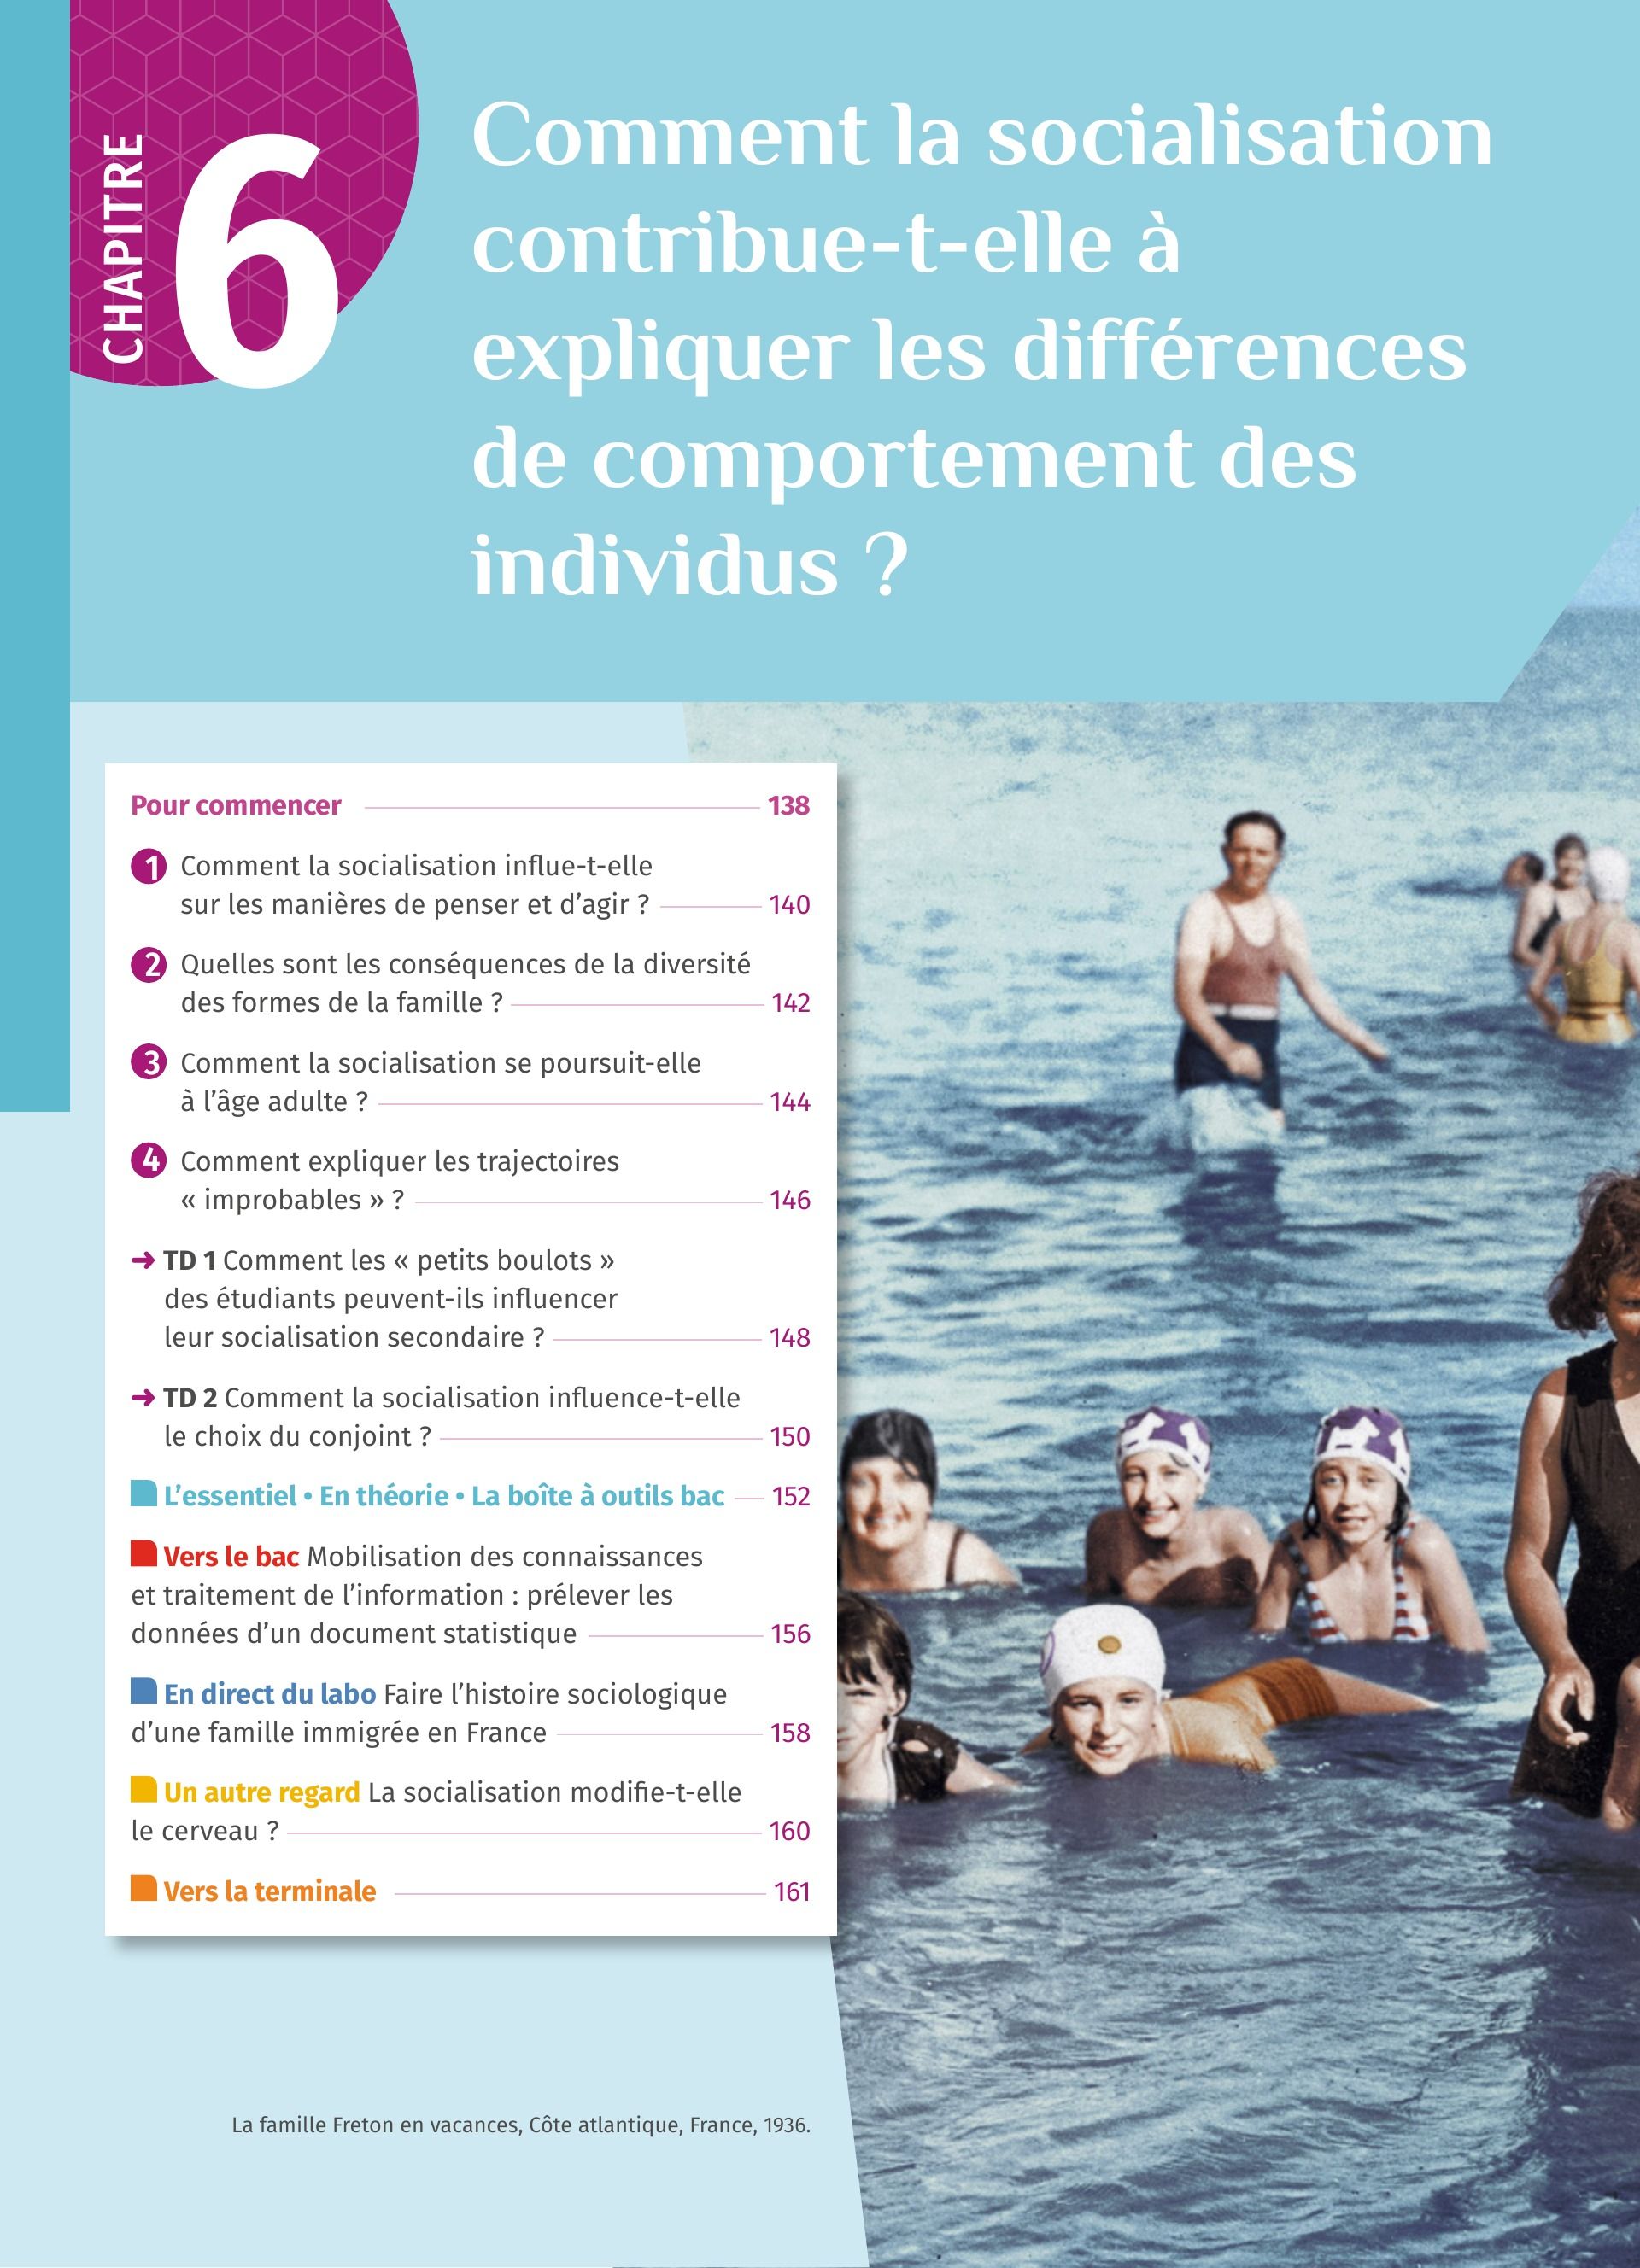 CHAPITRE
6
Comment la socialisation
contribue-t-elle à
expliquer les différences
de comportement des
individus ?
Pour commencer 138
1 Comment la socialisation influe-t-elle
sur les manières de penser et d’agir ? 140
2 Quelles sont les conséquences de la diversité
des formes de la famille ? 142
3 Comment la socialisation se poursuit-elle
à l’âge adulte ? 144
4 Comment expliquer les trajectoires
« improbables » ? 146
➜ TD 1 Comment les « petits boulots »
des étudiants peuvent-ils influencer
leur socialisation secondaire ? 148
➜ TD 2 Comment la socialisation influence-t-elle
le choix du conjoint ? 150
L’essentiel • En théorie • La boîte à outils bac 152
Vers le bac Mobilisation des connaissances
et traitement de l’information : prélever les
données d’un document statistique 156
En direct du labo Faire l’histoire sociologique
d’une famille immigrée en France 158
Un autre regard La socialisation modifie-t-elle
le cerveau ? 160
Vers la terminale 161
La famille Freton en vacances, Côte atlantique, France, 1936.